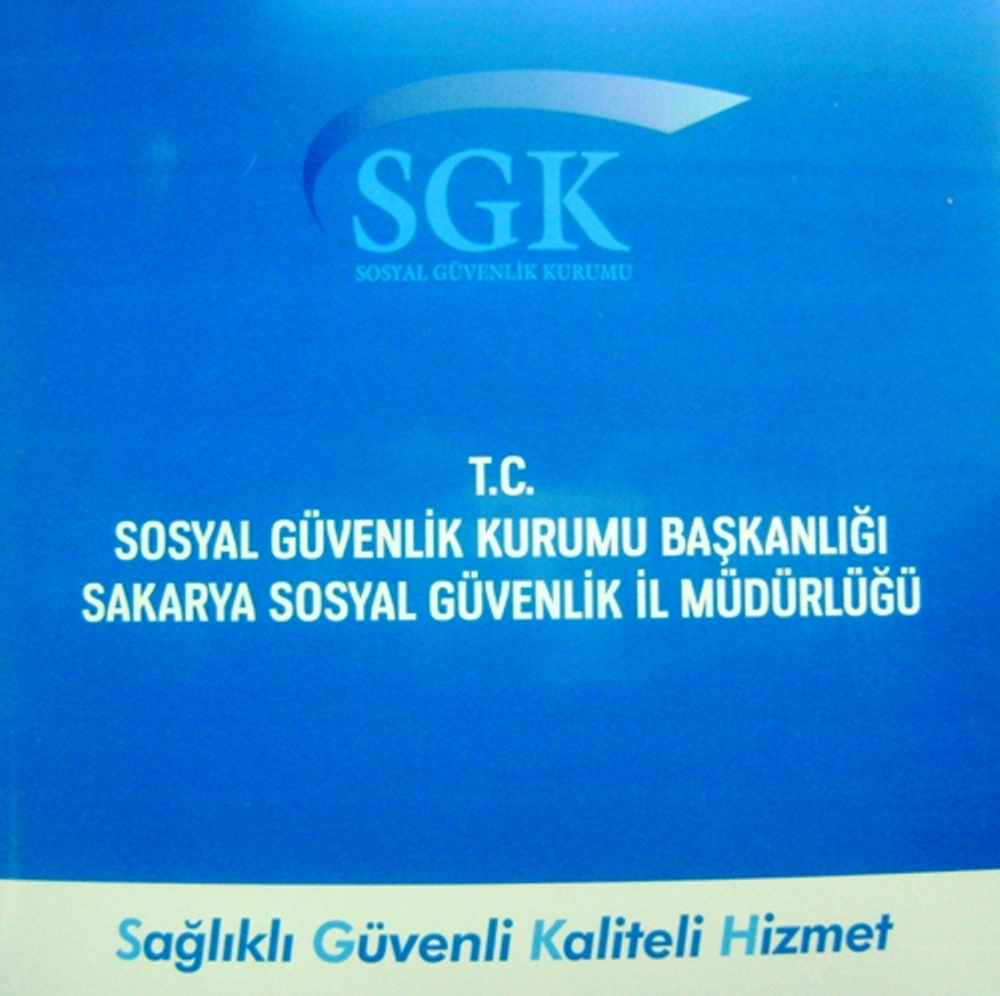 SGK
SOSYAL GÜVENLİK KURUMU
T.C.
SOSYAL GÜVENLİK KURUMU BAŞKANLIĞI
SAKARYA SOSYAL GÜVENLİK İL MÜDÜRLÜĞÜ
Sağlıklı Güvenli Kaliteli Hizmet